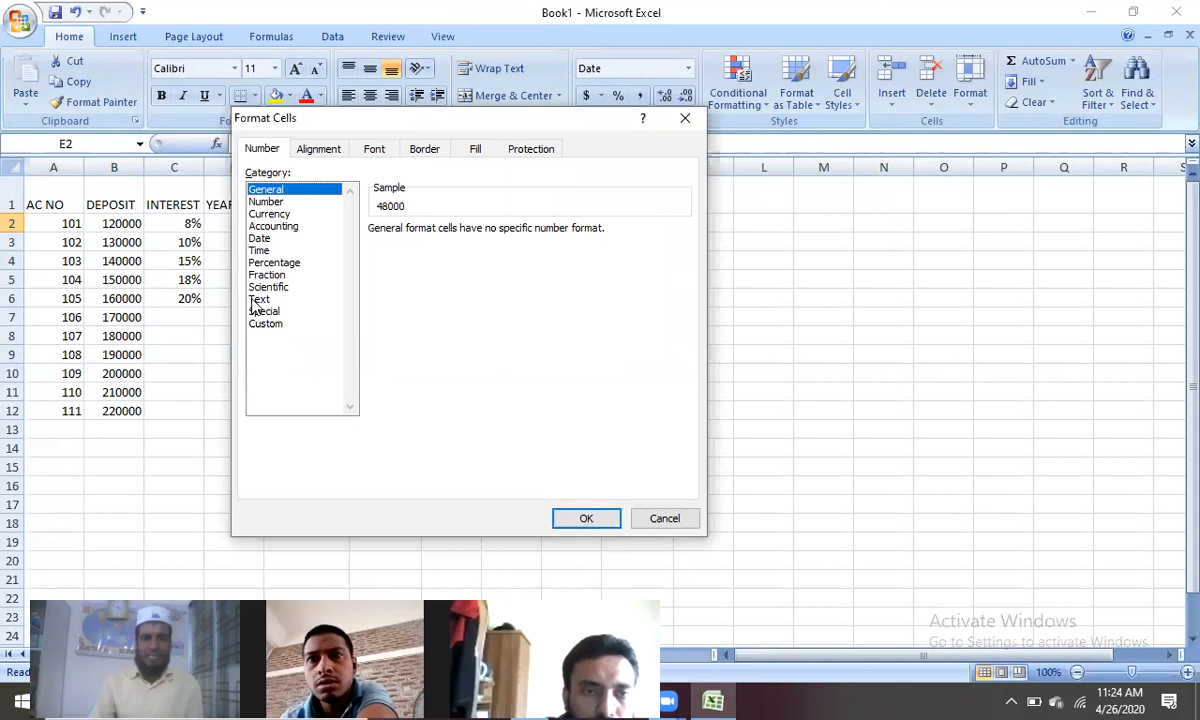 Book1 - Microsoft Excel
Home Insert Page Layout Formulas Data Review View
Paste
Cut
Copy
Format Painter
Clipboard
Calibri 11
B I U
Wrap Text
Merge & Center
Date
$ % ,
Conditional Formatting
Format as Table
Cell Styles
Styles
Insert Delete Format
Cells
AutoSum
Fill
Clear
Sort & Filter
Find & Select
Editing
E2
fx
Format Cells
?
Number Alignment Font Border Fill Protection
Category:
General
Number
Currency
Accounting
Date
Time
Percentage
Fraction
Scientific
Text
Special
Custom
Sample
48000
General format cells have no specific number format.
OK Cancel
A B C L M N O P Q R S
1 AC NO DEPOSIT INTEREST YEAR
2 101 120000 8%
3 102 130000 10%
4 103 140000 15%
5 104 150000 18%
6 105 160000 20%
7 106 170000
8 107 180000
9 108 190000
10 109 200000
11 110 210000
12 111 220000
13
14
15
16
17
18
19
20
21
22
23
24
Activate Windows
Go to Settings to activate Windows.
100%
11:24 AM
4/26/2020